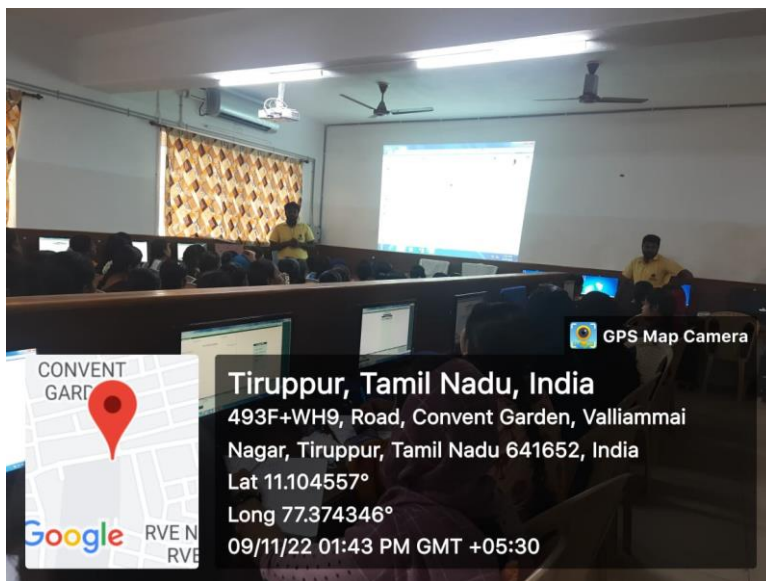 GPS Map Camera
CONVENT
GARD
Google
RVE N
RVE
Tiruppur, Tamil Nadu, India
493F+WH9, Road, Convent Garden, Valliammai
Nagar, Tiruppur, Tamil Nadu 641652, India
Lat 11.104557°
Long 77.374346°
09/11/22 01:43 PM GMT +05:30